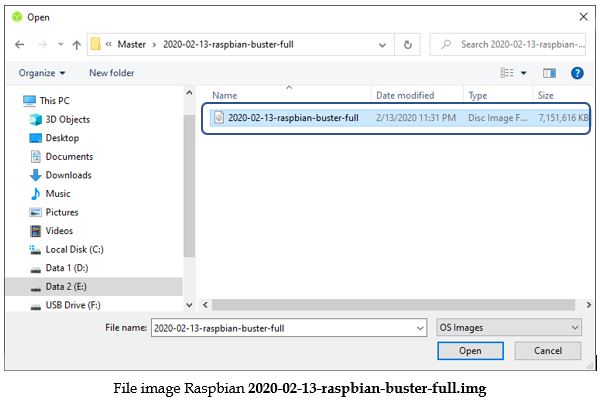 Open
« Master › 2020-02-13-raspbian-buster-full
Search 2020-02-13-raspbian-...
Organize New folder
Name Date modified Type Size
2020-02-13-raspbian-buster-full 2/13/2020 11:31 PM Disc Image F... 7,151,616 KB
This PC
3D Objects
Desktop
Documents
Downloads
Music
Pictures
Videos
Local Disk (C:)
Data 1 (D:)
Data 2 (E:)
USB Drive (F:)
File name: 2020-02-13-raspbian-buster-full OS Images
Open Cancel
File image Raspbian 2020-02-13-raspbian-buster-full.img